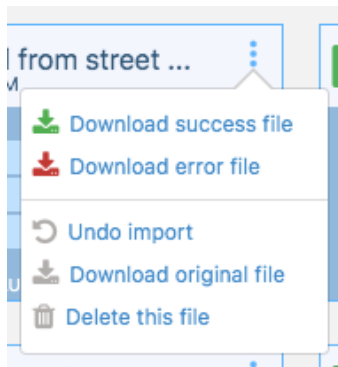 from street ...
M
Download success file
Download error file
Undo import
Download original file
Delete this file